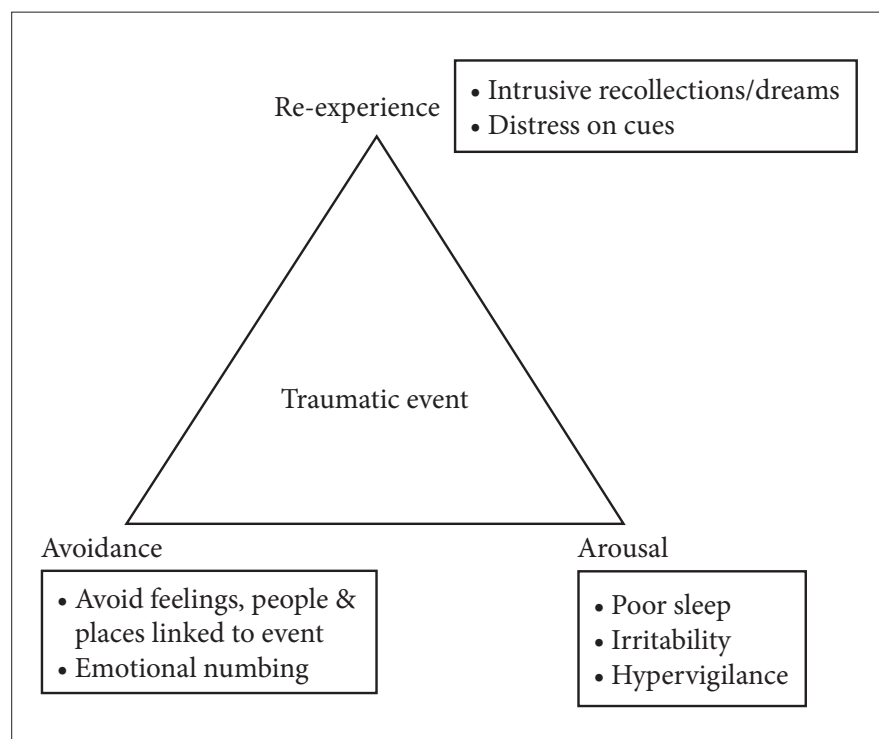 Re-experience
• Intrusive recollections/dreams
• Distress on cues
Traumatic event
Avoidance
• Avoid feelings, people &
places linked to event
• Emotional numbing
Arousal
• Poor sleep
• Irritability
• Hypervigilance